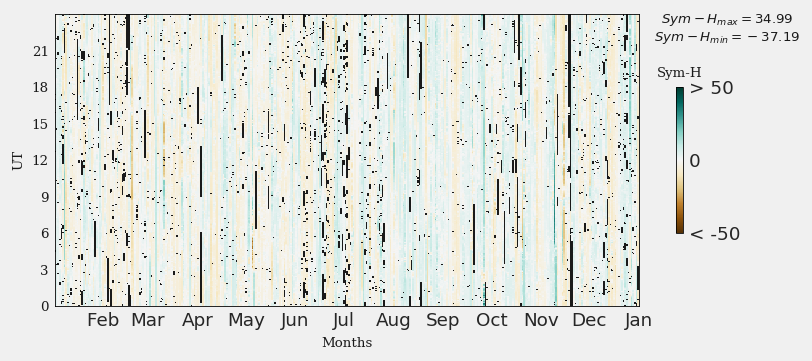 Sym − H_max = 34.99
Sym − H_min = − 37.19
Sym-H
> 50
0
< -50
UT
21
18
15
12
9
6
3
0
Feb Mar Apr May Jun Jul Aug Sep Oct Nov Dec Jan
Months